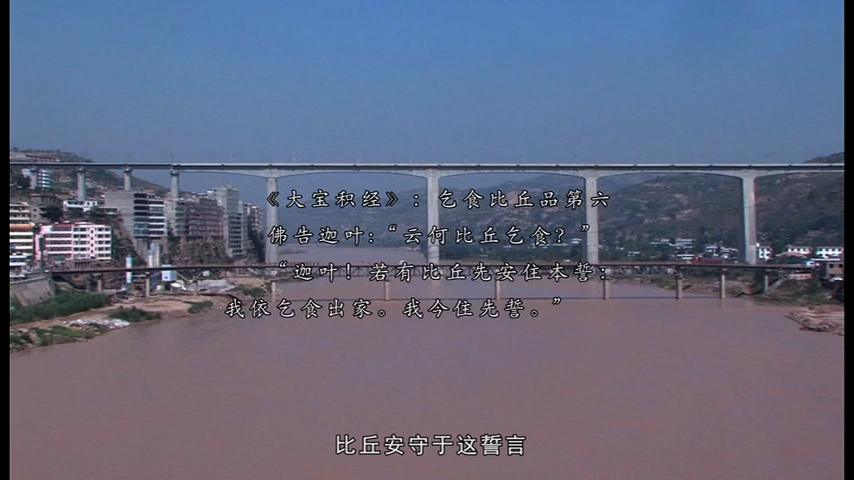 《大宝积经》：乞食比丘品第六
佛告迦叶：“云何比丘乞食？”
“迦叶！若有比丘先安住本誓：
我依乞食出家。我今住先誓。”
比丘安守于这誓言